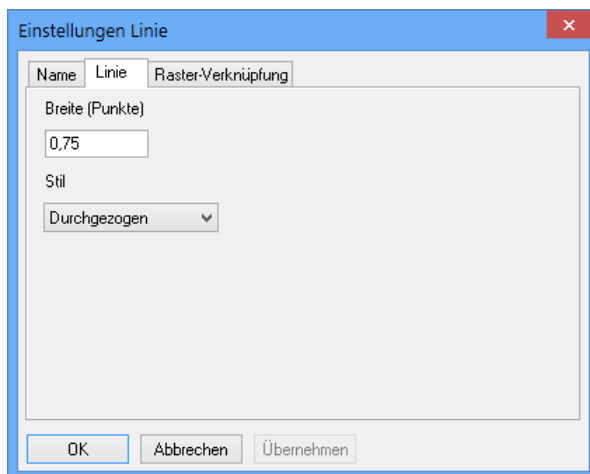 Einstellungen Linie
Name Linie Raster-Verknüpfung
Breite (Punkte)
0,75
Stil
Durchgezogen
OK Abbrechen Übernehmen